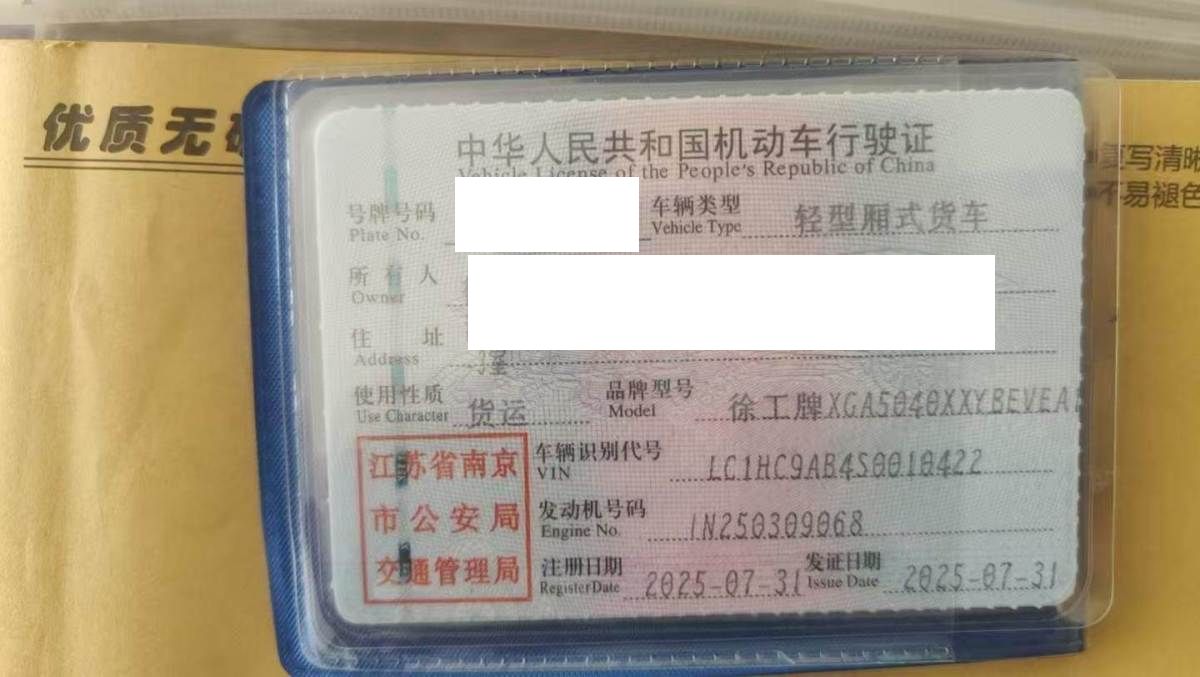 优质无
复写清晰
不易褪色
中华人民共和国机动车行驶证
Vehicle License of the People's Republic of China
号牌号码
Plate No.
车辆类型 轻型厢式货车
Vehicle Type
所有人
Owner
住址
Address
室
使用性质 货运
Use Character
品牌型号 徐工牌XGA5040XXYBEVEA
Model
江苏省南京
市公安局
交通管理局
车辆识别代号 LC1HC9AB4S0010422
VIN
发动机号码 1N250309068
Engine No.
注册日期 2025-07-31 发证日期 2025-07-31
Register Date Issue Date